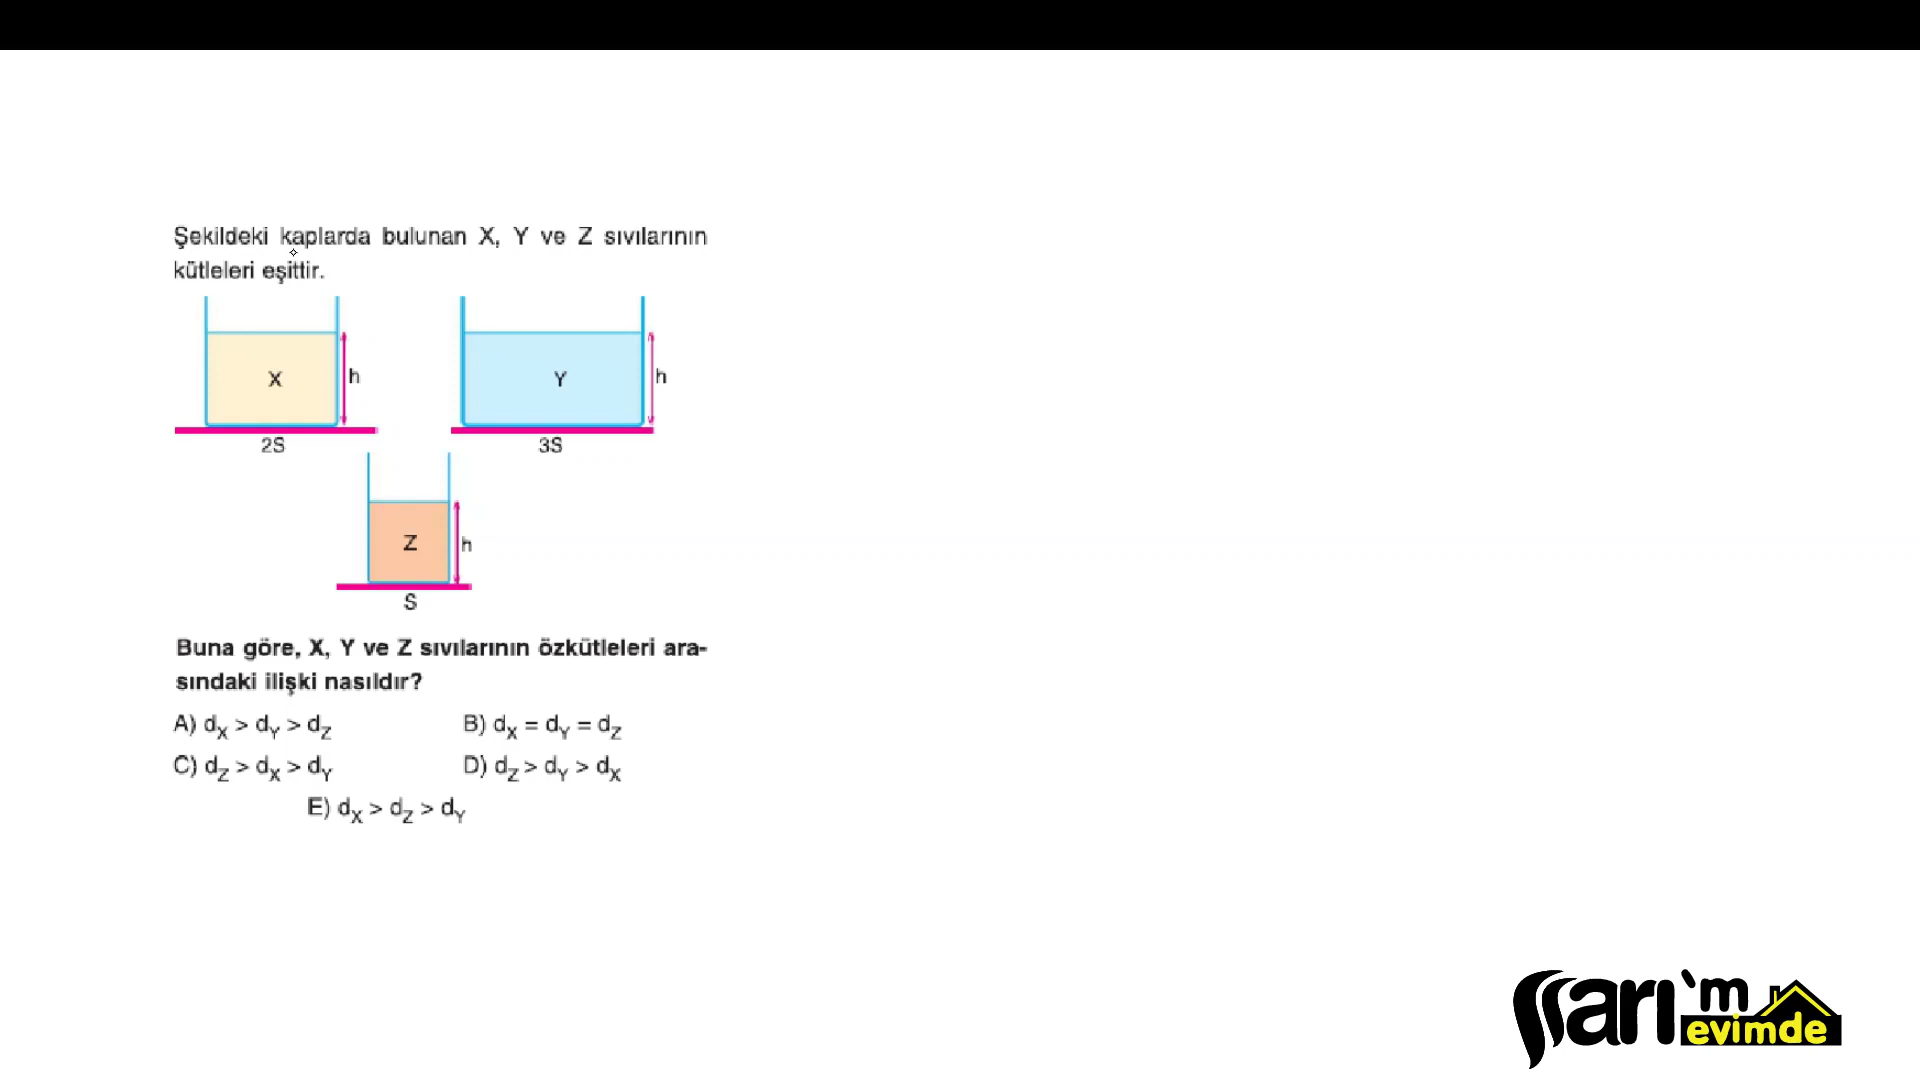 Şekildeki kaplarda bulunan X, Y ve Z sıvılarının
kütleleri eşittir.
X
h
Y
h
2S
3S
Z
h
S
Buna göre, X, Y ve Z sıvılarının özkütleleri ara-
sındaki ilişki nasıldır?
A) dX > dY > dZ
B) dX = dY = dZ
C) dZ > dX > dY
D) dZ > dY > dX
E) dX > dZ > dY
Sarı'm
evimde